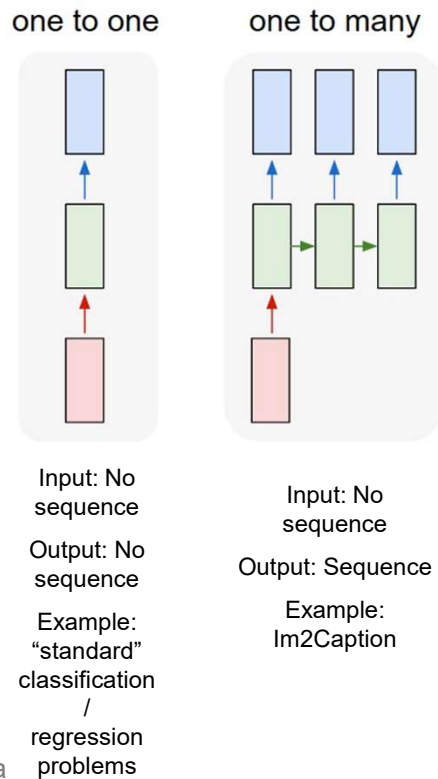 one to one
one to many
Input: No
sequence
Output: No
sequence
Example:
“standard”
classification
/
regression
problems
Input: No
sequence
Output: Sequence
Example:
Im2Caption
a